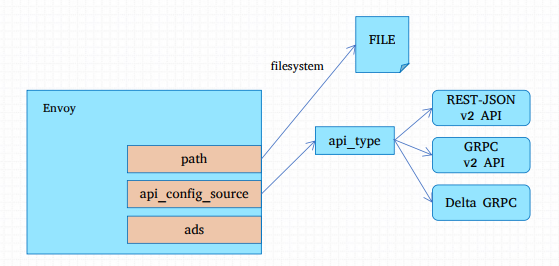 FILE
filesystem
Envoy
REST-JSON
v2 API
api_type
GRPC
v2 API
path
api_config_source
Delta GRPC
ads